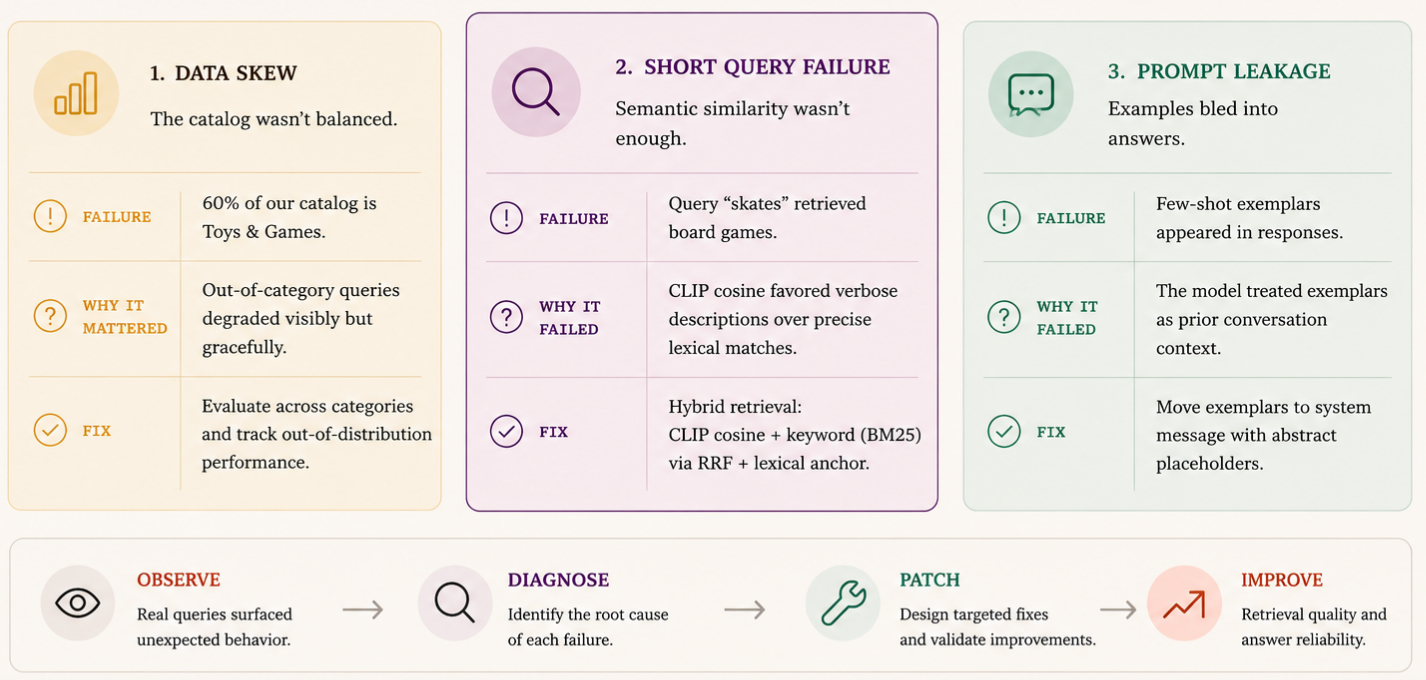 1. DATA SKEW
The catalog wasn’t balanced.
FAILURE
60% of our catalog is
Toys & Games.
WHY IT
MATTERED
Out-of-category queries
degraded visibly but
gracefully.
FIX
Evaluate across categories
and track out-of-distribution
performance.
2. SHORT QUERY FAILURE
Semantic similarity wasn’t
enough.
FAILURE
Query “skates” retrieved
board games.
WHY IT
FAILED
CLIP cosine favored verbose
descriptions over precise
lexical matches.
FIX
Hybrid retrieval:
CLIP cosine + keyword (BM25)
via RRF + lexical anchor.
3. PROMPT LEAKAGE
Examples bled into
answers.
FAILURE
Few-shot exemplars
appeared in responses.
WHY IT
FAILED
The model treated exemplars
as prior conversation
context.
FIX
Move exemplars to system
message with abstract
placeholders.
OBSERVE
Real queries surfaced
unexpected behavior.
DIAGNOSE
Identify the root cause
of each failure.
PATCH
Design targeted fixes
and validate improvements.
IMPROVE
Retrieval quality and
answer reliability.